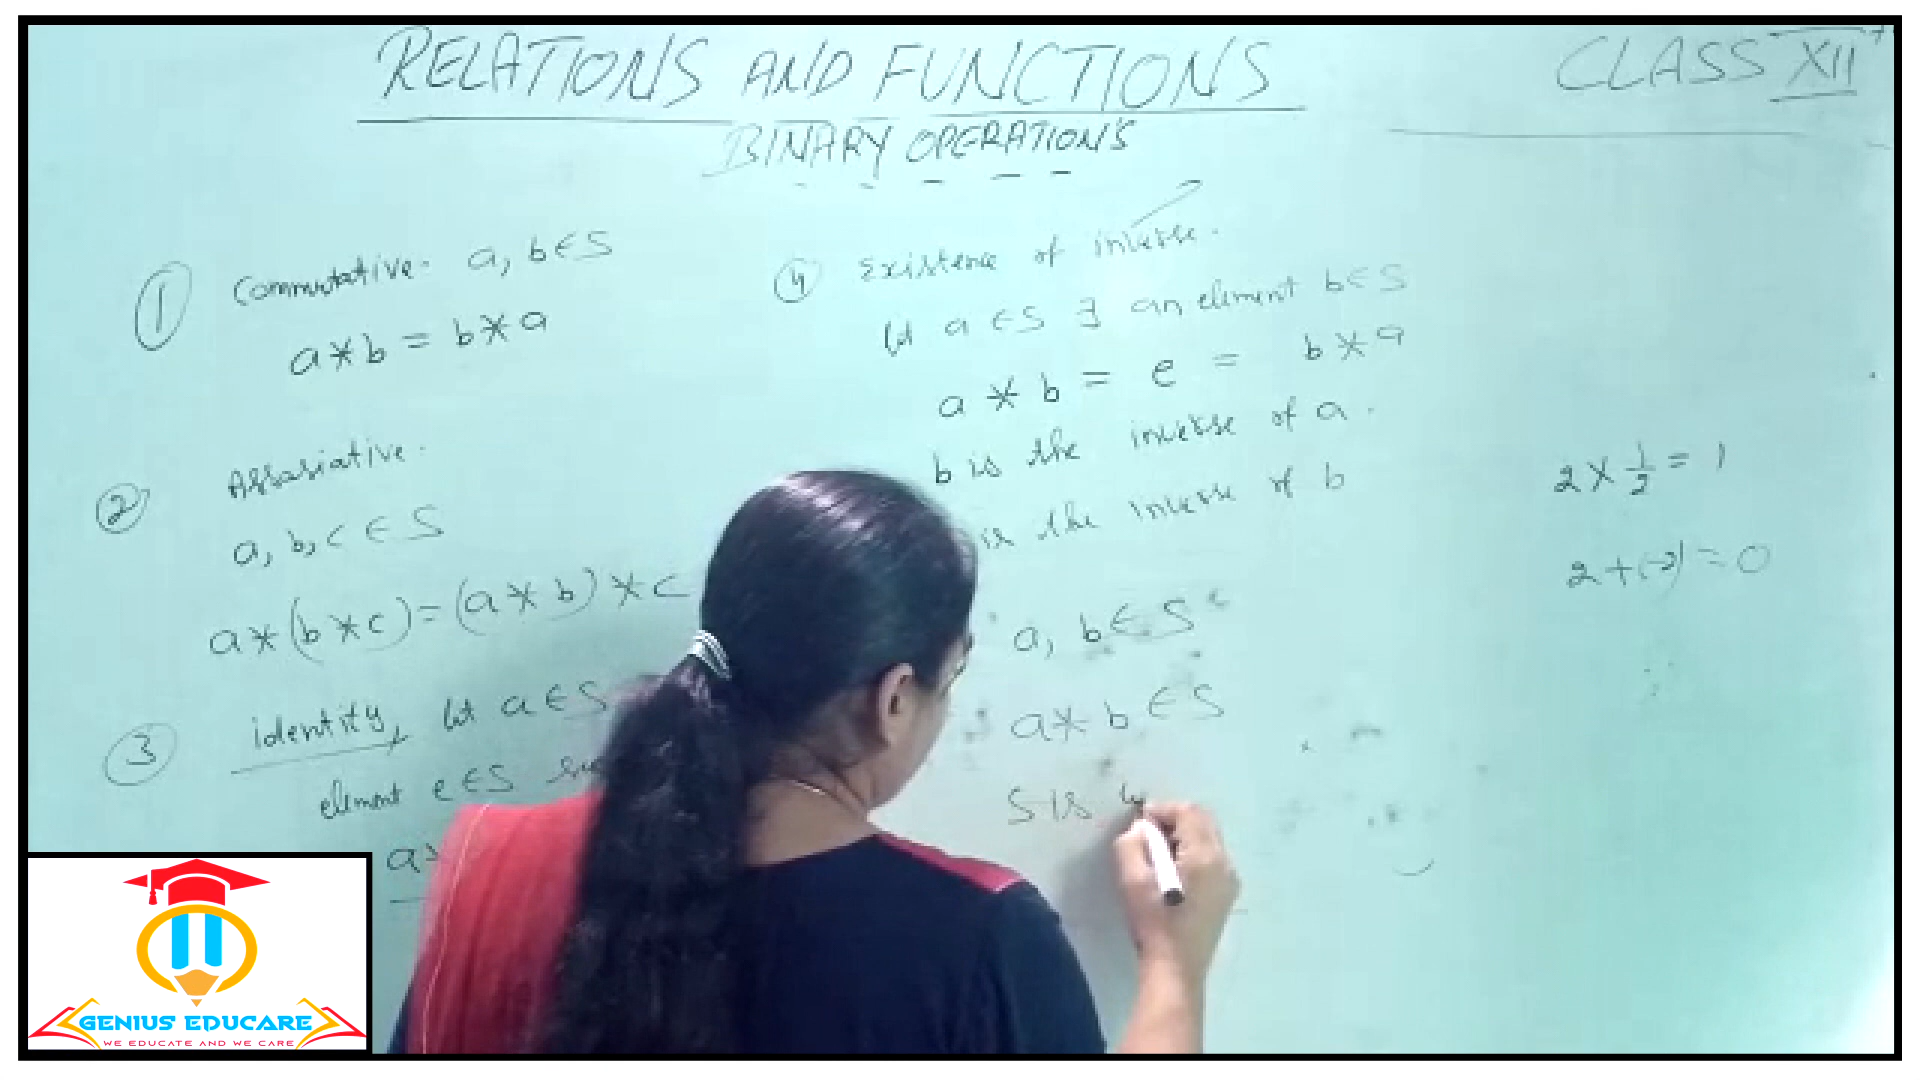 RELATIONS AND FUNCTIONS
CLASS XII
BINARY OPERATIONS
① Commutative. a, b ∈ S
a * b = b * a
② Associative.
a, b, c ∈ S
a * (b * c) = (a * b) * c
③ identity, let a ∈ S
element e ∈ S
④ Existence of inverse.
let a ∈ S ∃ an element b ∈ S
a * b = e = b * a
b is the inverse of a.
is the inverse of b
a, b ∈ S
a * b ∈ S
S is
2 × 1/2 = 1
2 + (-2) = 0
GENIUS EDUCARE
WE EDUCATE AND WE CARE